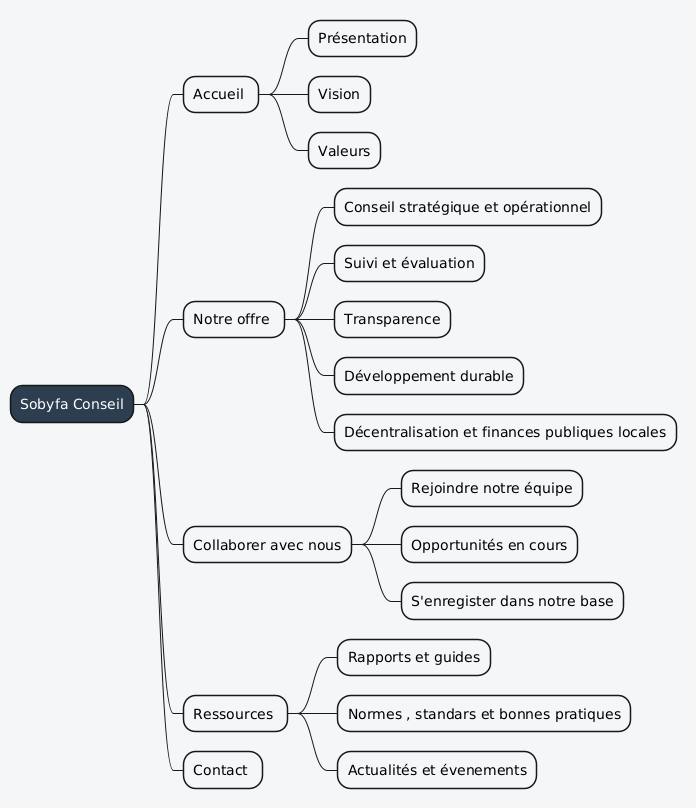 Sobyfa Conseil
Accueil
Présentation
Vision
Valeurs
Notre offre
Conseil stratégique et opérationnel
Suivi et évaluation
Transparence
Développement durable
Décentralisation et finances publiques locales
Collaborer avec nous
Rejoindre notre équipe
Opportunités en cours
S'enregister dans notre base
Ressources
Rapports et guides
Normes , standars et bonnes pratiques
Actualités et évenements
Contact